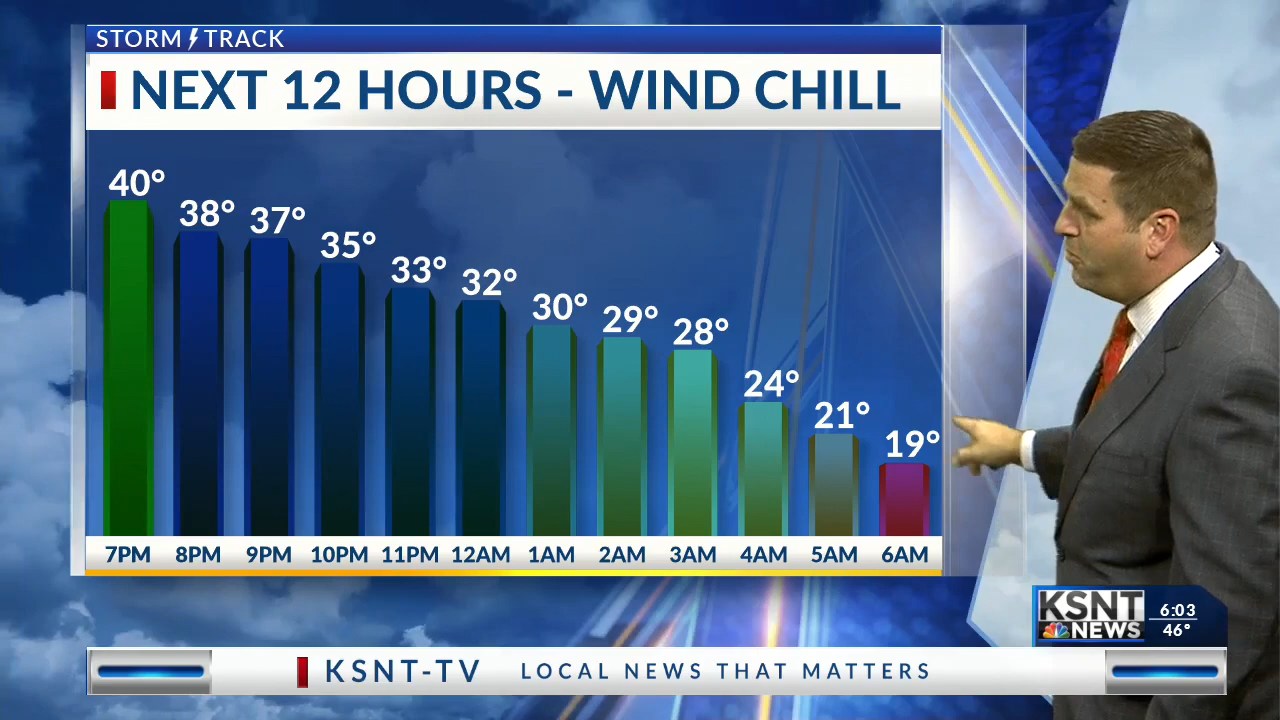 STORM TRACK
NEXT 12 HOURS - WIND CHILL
40° 38° 37° 35° 33° 32° 30° 29° 28° 24° 21° 19°
7PM 8PM 9PM 10PM 11PM 12AM 1AM 2AM 3AM 4AM 5AM 6AM
KSNT NEWS
6:03
46°
KSNT-TV LOCAL NEWS THAT MATTERS